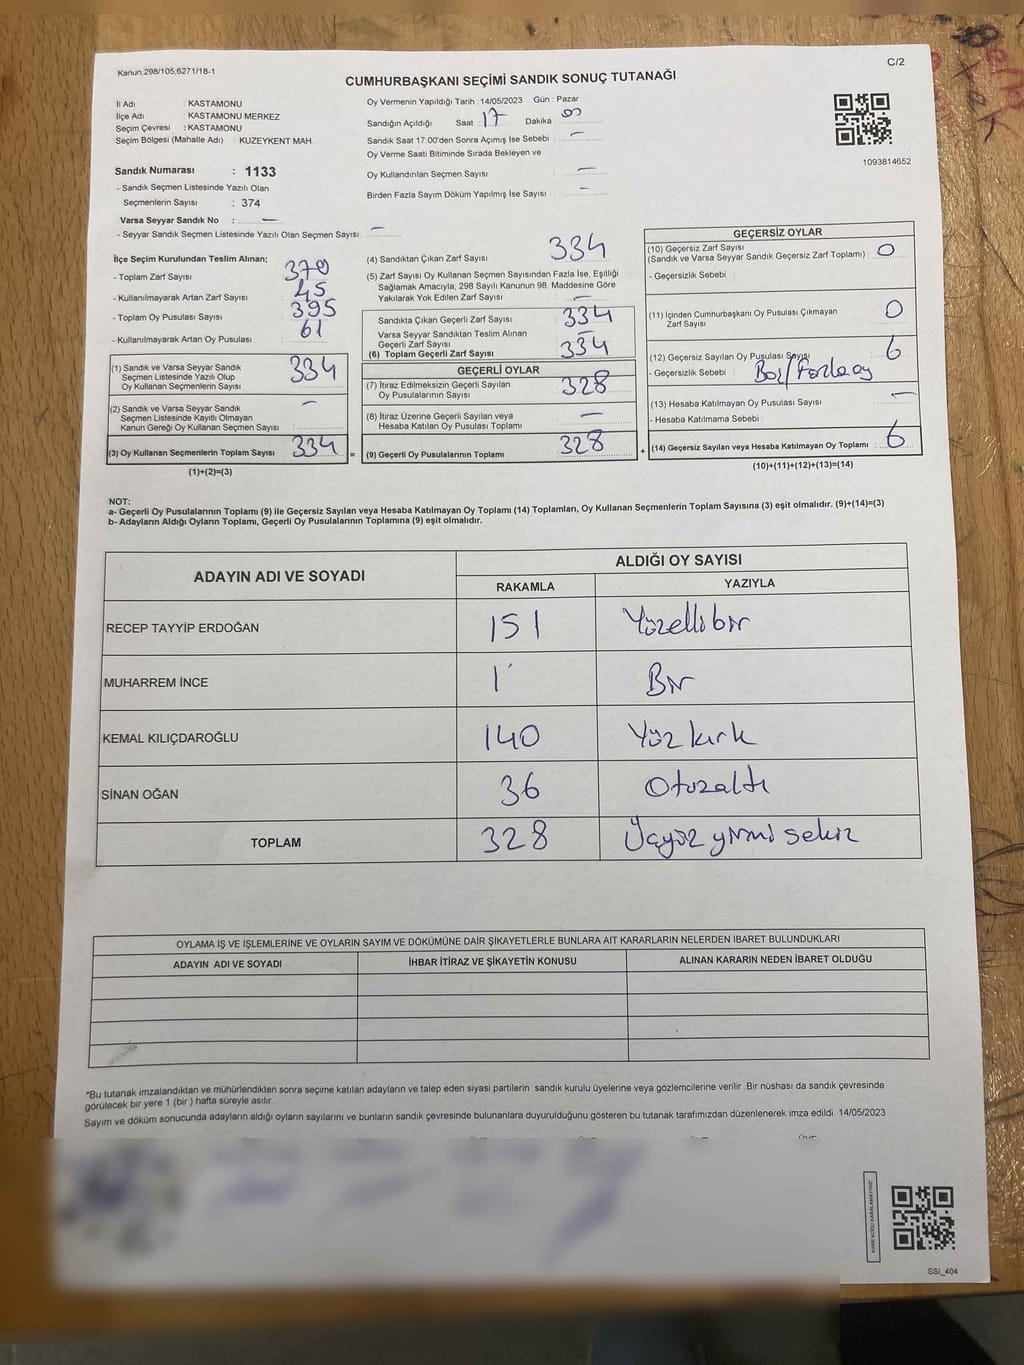 Kanun;298/105;6271/18-1
C/2
CUMHURBAŞKANI SEÇİMİ SANDIK SONUÇ TUTANAĞI
İl Adı : KASTAMONU
İlçe Adı : KASTAMONU MERKEZ
Seçim Çevresi : KASTAMONU
Seçim Bölgesi (Mahalle Adı) : KUZEYKENT MAH.
Oy Vermenin Yapıldığı Tarih : 14/05/2023 Gün : Pazar
Sandığın Açıldığı Saat 17 Dakika : 00
Sandık Saat 17:00'den Sonra Açımış İse Sebebi : —
Oy Verme Saati Bitiminde Sırada Bekleyen ve
Oy Kullandırılan Seçmen Sayısı : —
Birden Fazla Sayım Döküm Yapılmış İse Sayısı : –
1093814652
Sandık Numarası : 1133
- Sandık Seçmen Listesinde Yazılı Olan
Seçmenlerin Sayısı : 374
Varsa Seyyar Sandık No : —
- Seyyar Sandık Seçmen Listesinde Yazılı Olan Seçmen Sayısı: —
İlçe Seçim Kurulundan Teslim Alınan;
- Toplam Zarf Sayısı : 379
- Kullanılmayarak Artan Zarf Sayısı : 45
- Toplam Oy Pusulası Sayısı : 395
- Kullanılmayarak Artan Oy Pusulası : 61
(1) Sandık ve Varsa Seyyar Sandık
Seçmen Listesinde Yazılı Olup
Oy Kullanan Seçmenlerin Sayısı : 334
(2) Sandık ve Varsa Seyyar Sandık
Seçmen Listesinde Kayıtlı Olmayan
Kanun Gereği Oy Kullanan Seçmen Sayısı : —
(3) Oy Kullanan Seçmenlerin Toplam Sayısı : 334 =
(1)+(2)=(3)
(4) Sandıktan Çıkan Zarf Sayısı 334
(5) Zarf Sayısı Oy Kullanan Seçmen Sayısından Fazla İse, Eşitliği
Sağlamak Amacıyla, 298 Sayılı Kanunun 98. Maddesine Göre
Yakılarak Yok Edilen Zarf Sayısı : —
Sandıkta Çıkan Geçerli Zarf Sayısı : 334
Varsa Seyyar Sandıktan Teslim Alınan
Geçerli Zarf Sayısı : —
(6) Toplam Geçerli Zarf Sayısı : 334
GEÇERLİ OYLAR
(7) İtiraz Edilmeksizin Geçerli Sayılan
Oy Pusulasının Sayısı : 328
(8) İtiraz Üzerine Geçerli Sayılan veya
Hesaba Katılan Oy Pusulası Toplamı : —
(9) Geçerli Oy Pusulalarının Toplamı : 328 +
GEÇERSİZ OYLAR
(10) Geçersiz Zarf Sayısı
(Sandık ve Varsa Seyyar Sandık Geçersiz Zarf Toplamı) : 0
- Geçersizlik Sebebi :
(11) İçinden Cumhurbaşkanı Oy Pusulası Çıkmayan
Zarf Sayısı : 0
(12) Geçersiz Sayılan Oy Pusulası Sayısı : 6
- Geçersizlik Sebebi : Boş/Fazla oy
(13) Hesaba Katılmayan Oy Pusulası Sayısı : —
- Hesaba Katılmama Sebebi :
(14) Geçersiz Sayılan veya Hesaba Katılmayan Oy Toplamı : 6
(10)+(11)+(12)+(13)=(14)
NOT:
a- Geçerli Oy Pusulalarının Toplamı (9) ile Geçersiz Sayılan veya Hesaba Katılmayan Oy Toplamı (14) Toplamları, Oy Kullanan Seçmenlerin Toplam Sayısına (3) eşit olmalıdır. (9)+(14)=(3)
b- Adayların Aldığı Oyların Toplamı, Geçerli Oy Pusulalarının Toplamına (9) eşit olmalıdır.
ADAYIN ADI VE SOYADI ALDIĞI OY SAYISI
RAKAMLA YAZIYLA
RECEP TAYYİP ERDOĞAN 151 Yüzellibir
MUHARREM İNCE 1 Bir
KEMAL KILIÇDAROĞLU 140 Yüz kırk
SİNAN OĞAN 36 Otuzaltı
TOPLAM 328 Üçyüz yirmi sekiz
OYLAMA İŞ VE İŞLEMLERİNE VE OYLARIN SAYIM VE DÖKÜMÜNE DAİR ŞİKAYETLERLE BUNLARA AİT KARARLARIN NELERDEN İBARET BULUNDUKLARI
ADAYIN ADI VE SOYADI İHBAR İTİRAZ VE ŞİKAYETİN KONUSU ALINAN KARARIN NEDEN İBARET OLDUĞU
*Bu tutanak imzalandıktan ve mühürlendikten sonra seçime katılan adayların ve talep eden siyasi partilerin sandık kurulu üyelerine veya gözlemcilerine verilir .Bir nüshası da sandık çevresinde
görülecek bir yere 1 (bir ) hafta süreyle asılır.
Sayım ve döküm sonucunda adayların aldığı oyların sayılarını ve bunların sandık çevresinde bulunanlara duyurulduğunu gösteren bu tutanak tarafımızdan düzenlenerek imza edildi. 14/05/2023
KARE KODU KARALAMAYINIZ!
SSI_404